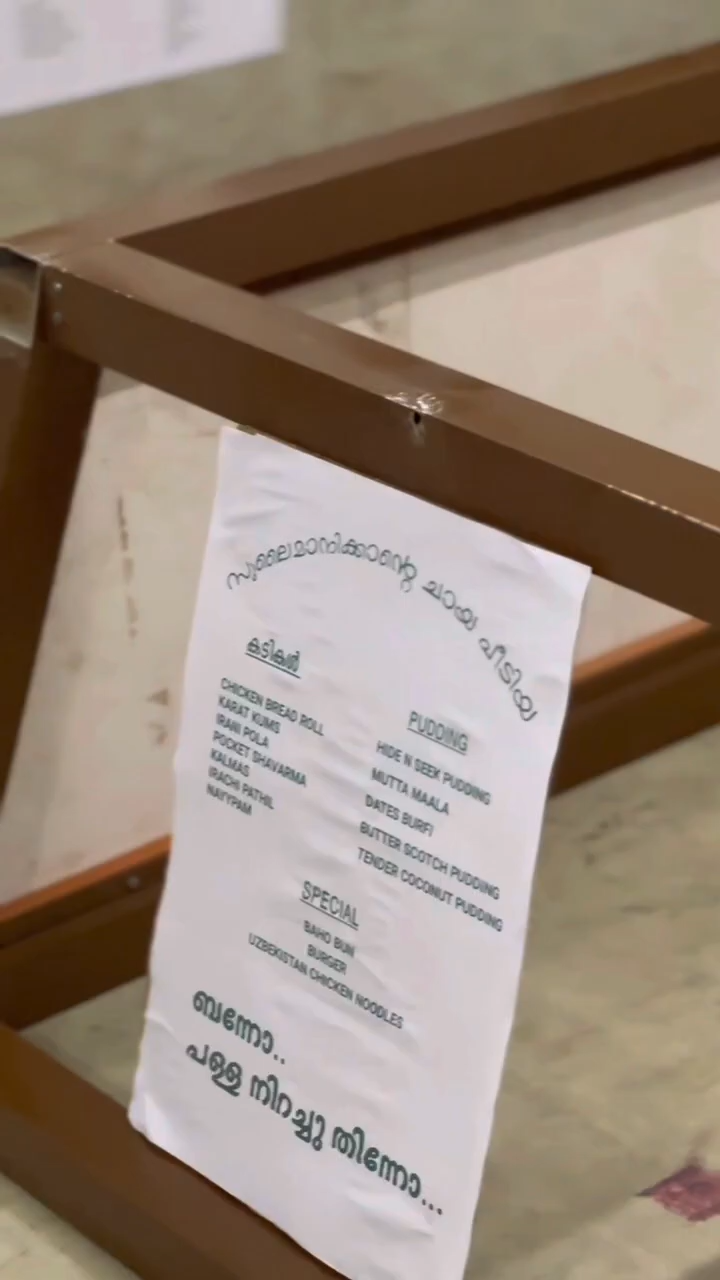 സുലൈമാനിക്കാന്റെ ചായ പീടിയ
കടികൾ
CHICKEN BREAD ROLL
KARAT KUMS
IRANI POLA
POCKET SHAVARMA
KALMAS
IRACHI PATHIL
NAYYPAM
PUDDING
HIDE N SEEK PUDDING
MUTTA MAALA
DATES BURFI
BUTTER SCOTCH PUDDING
TENDER COCONUT PUDDING
SPECIAL
BAHO BUN
BURGER
UZBEKISTAN CHICKEN NOODLES
ബന്നോ..
പള്ള നിറച്ചു തിന്നോ...